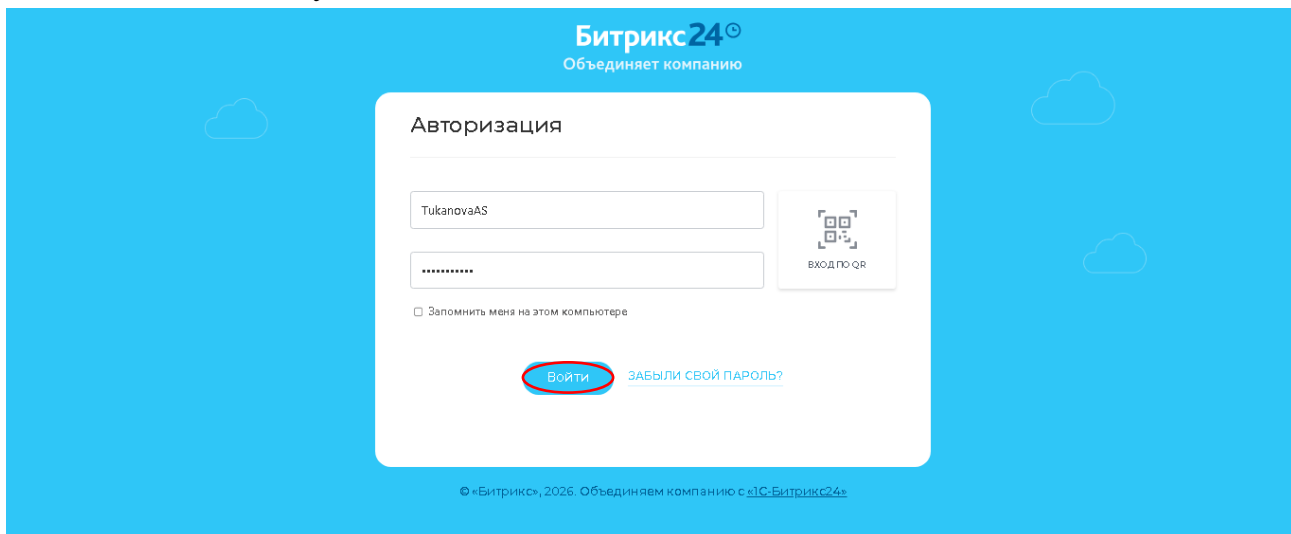 Битрикс24
Объединяет компанию
Авторизация
TukanovaAS
•••••••••••
ВХОД ПО QR
Запомнить меня на этом компьютере
Войти
ЗАБЫЛИ СВОЙ ПАРОЛЬ?
© «Битрикс», 2026. Объединяем компанию с «1С-Битрикс24»